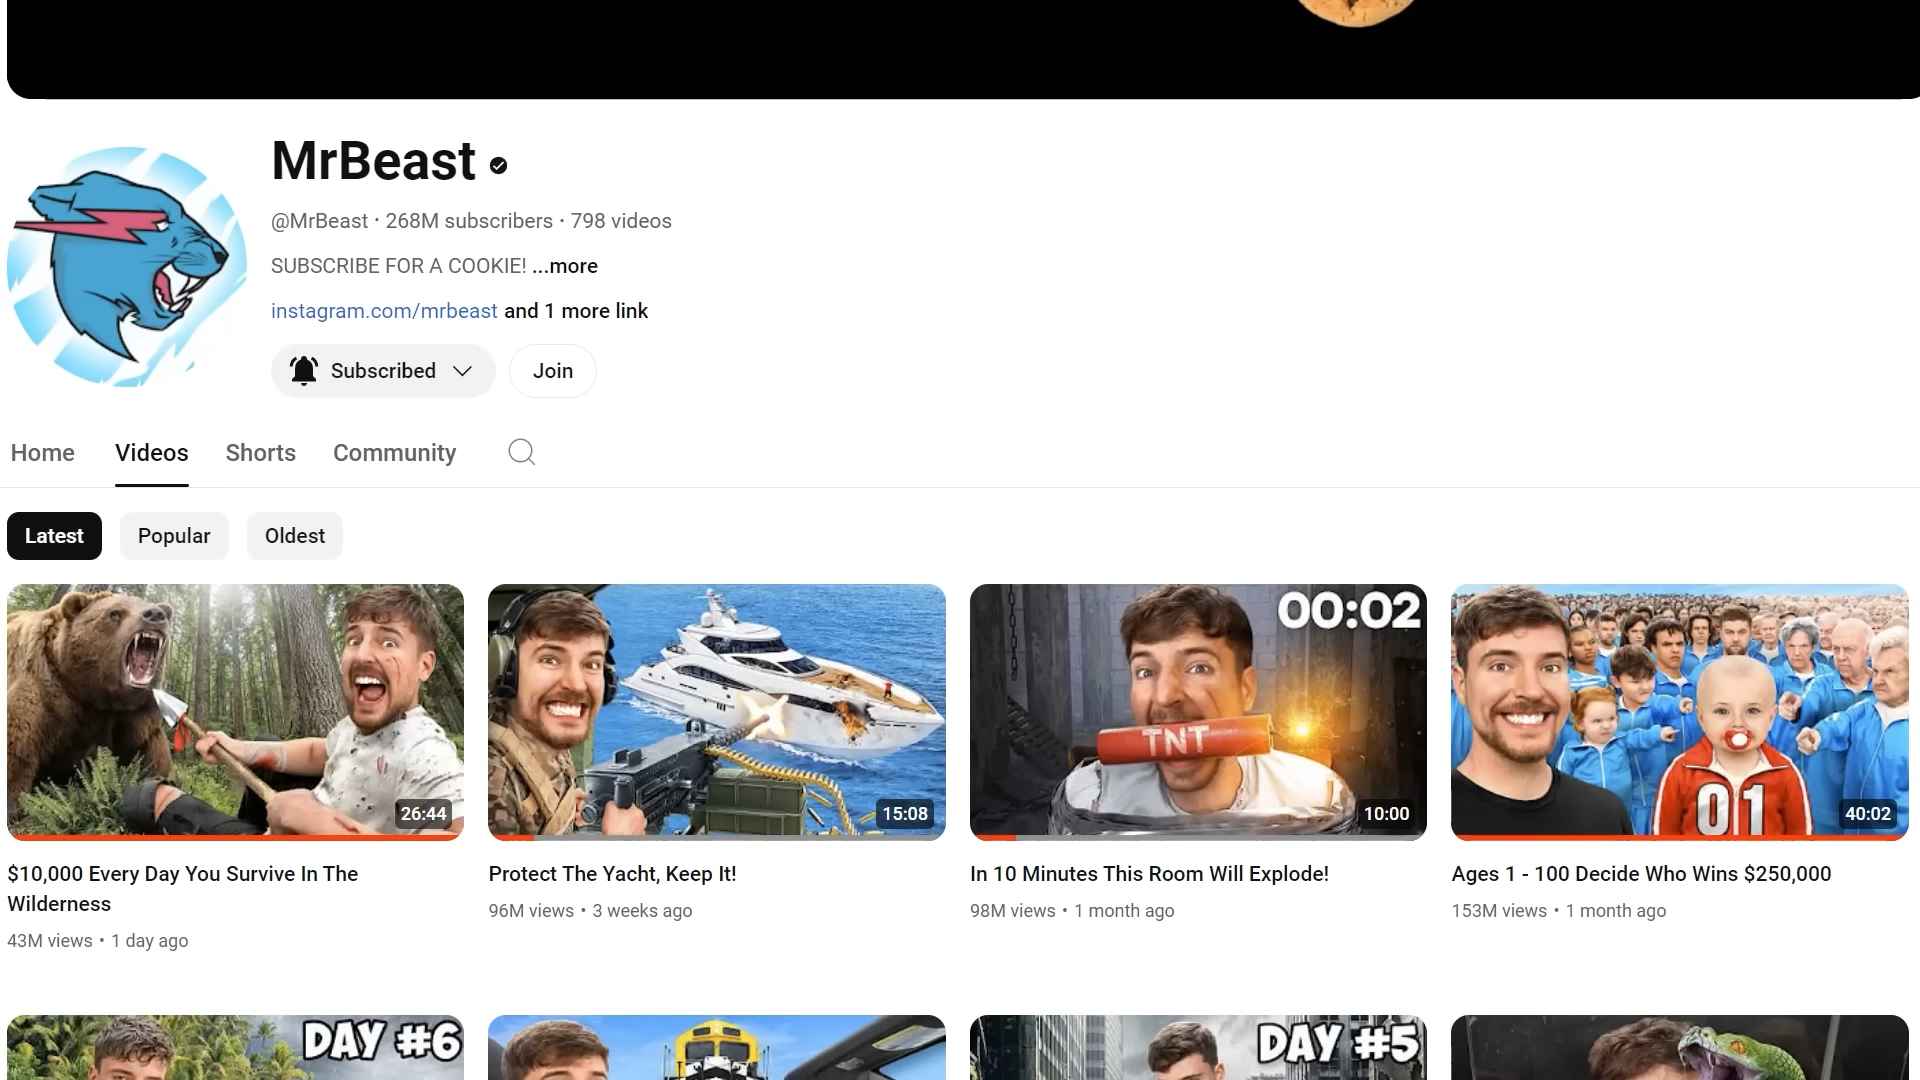 MrBeast
@MrBeast · 268M subscribers · 798 videos
SUBSCRIBE FOR A COOKIE! ...more
instagram.com/mrbeast and 1 more link
Subscribed
Join
Home Videos Shorts Community
Latest Popular Oldest
26:44
15:08
00:02
TNT
10:00
01
40:02
$10,000 Every Day You Survive In The
Wilderness
43M views • 1 day ago
Protect The Yacht, Keep It!
96M views • 3 weeks ago
In 10 Minutes This Room Will Explode!
98M views • 1 month ago
Ages 1 - 100 Decide Who Wins $250,000
153M views • 1 month ago
DAY #6
DAY #5